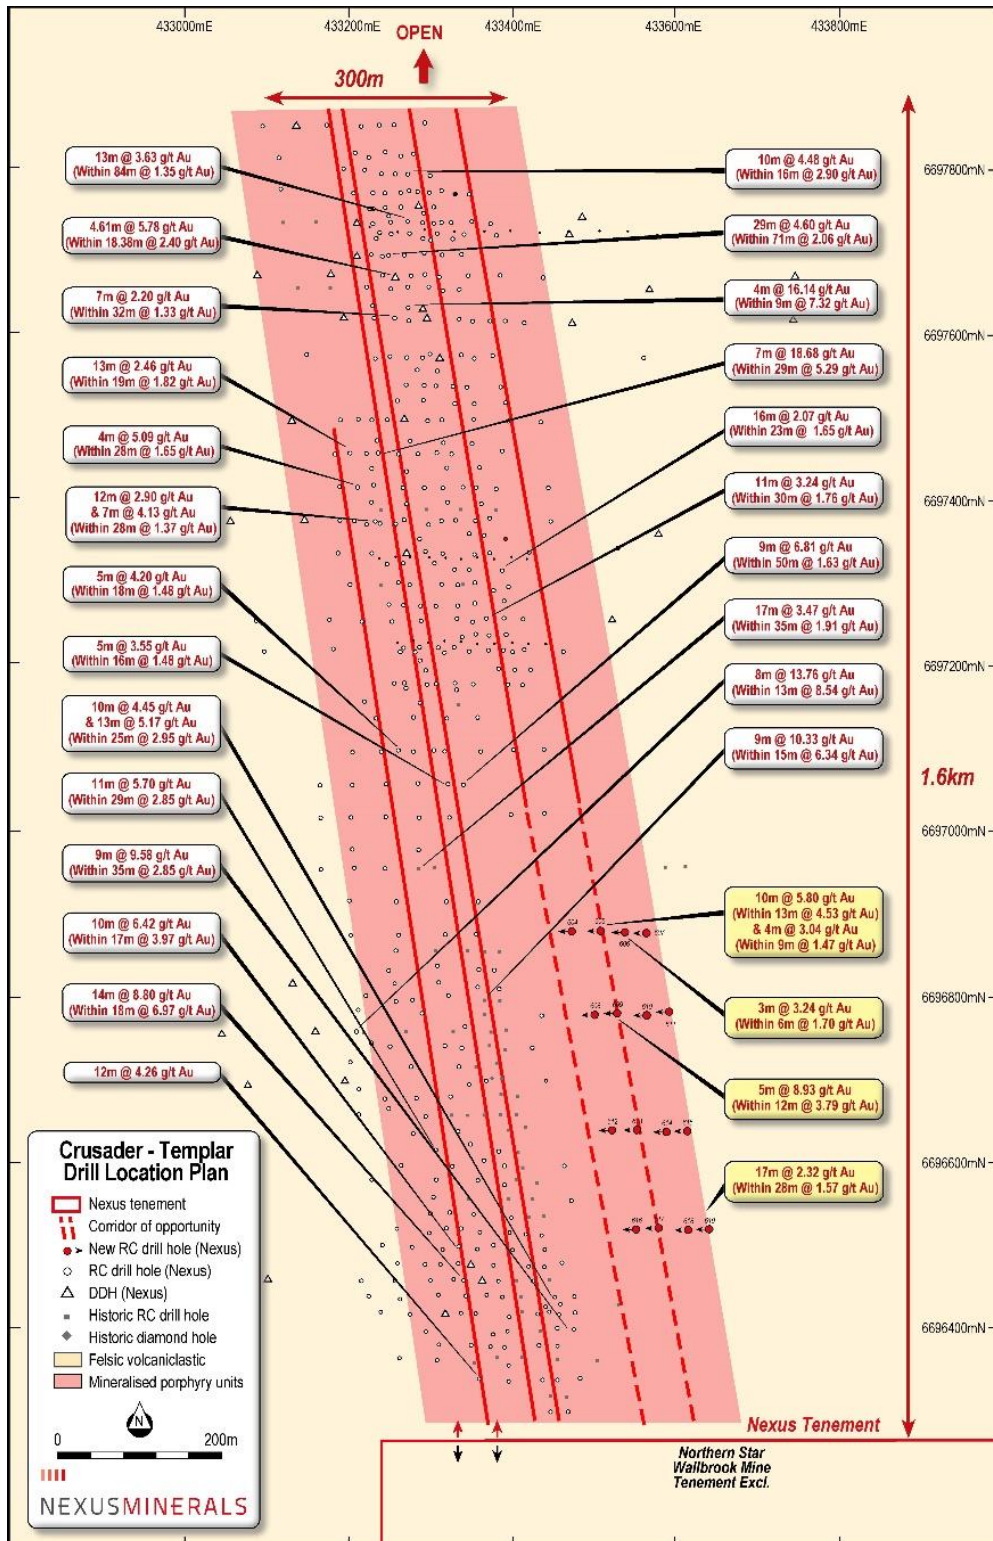 433000mE
433200mE
433400mE
433600mE
433800mE
OPEN
300m
13m @ 3.63 g/t Au
(Within 84m @ 1.35 g/t Au)
4.61m @ 5.78 g/t Au
(Within 18.38m @ 2.40 g/t Au)
7m @ 2.20 g/t Au
(Within 32m @ 1.33 g/t Au)
13m @ 2.46 g/t Au
(Within 19m @ 1.82 g/t Au)
4m @ 5.09 g/t Au
(Within 28m @ 1.65 g/t Au)
12m @ 2.90 g/t Au
& 7m @ 4.13 g/t Au
(Within 28m @ 1.37 g/t Au)
5m @ 4.20 g/t Au
(Within 18m @ 1.48 g/t Au)
5m @ 3.55 g/t Au
(Within 16m @ 1.48 g/t Au)
10m @ 4.45 g/t Au
& 13m @ 5.17 g/t Au
(Within 25m @ 2.95 g/t Au)
11m @ 5.70 g/t Au
(Within 29m @ 2.85 g/t Au)
9m @ 9.58 g/t Au
(Within 35m @ 2.85 g/t Au)
10m @ 6.42 g/t Au
(Within 17m @ 3.97 g/t Au)
14m @ 8.80 g/t Au
(Within 18m @ 6.97 g/t Au)
12m @ 4.26 g/t Au
10m @ 4.48 g/t Au
(Within 16m @ 2.90 g/t Au)
29m @ 4.60 g/t Au
(Within 71m @ 2.06 g/t Au)
4m @ 16.14 g/t Au
(Within 9m @ 7.32 g/t Au)
7m @ 18.68 g/t Au
(Within 29m @ 5.29 g/t Au)
16m @ 2.07 g/t Au
(Within 23m @ 1.65 g/t Au)
11m @ 3.24 g/t Au
(Within 30m @ 1.76 g/t Au)
9m @ 6.81 g/t Au
(Within 50m @ 1.63 g/t Au)
17m @ 3.47 g/t Au
(Within 35m @ 1.91 g/t Au)
8m @ 13.76 g/t Au
(Within 13m @ 8.54 g/t Au)
9m @ 10.33 g/t Au
(Within 15m @ 6.34 g/t Au)
10m @ 5.80 g/t Au
(Within 13m @ 4.53 g/t Au)
& 4m @ 3.04 g/t Au
(Within 9m @ 1.47 g/t Au)
3m @ 3.24 g/t Au
(Within 6m @ 1.70 g/t Au)
5m @ 8.93 g/t Au
(Within 12m @ 3.79 g/t Au)
17m @ 2.32 g/t Au
(Within 28m @ 1.57 g/t Au)
1.6km
6697800mN
6697600mN
6697400mN
6697200mN
6697000mN
6696800mN
6696600mN
6696400mN
Crusader - Templar
Drill Location Plan
Nexus tenement
Corridor of opportunity
New RC drill hole (Nexus)
RC drill hole (Nexus)
DDH (Nexus)
Historic RC drill hole
Historic diamond hole
Felsic volcaniclastic
Mineralised porphyry units
N
0
200m
NEXUSMINERALS
Nexus Tenement
Northern Star
Wallbrook Mine
Tenement Excl.